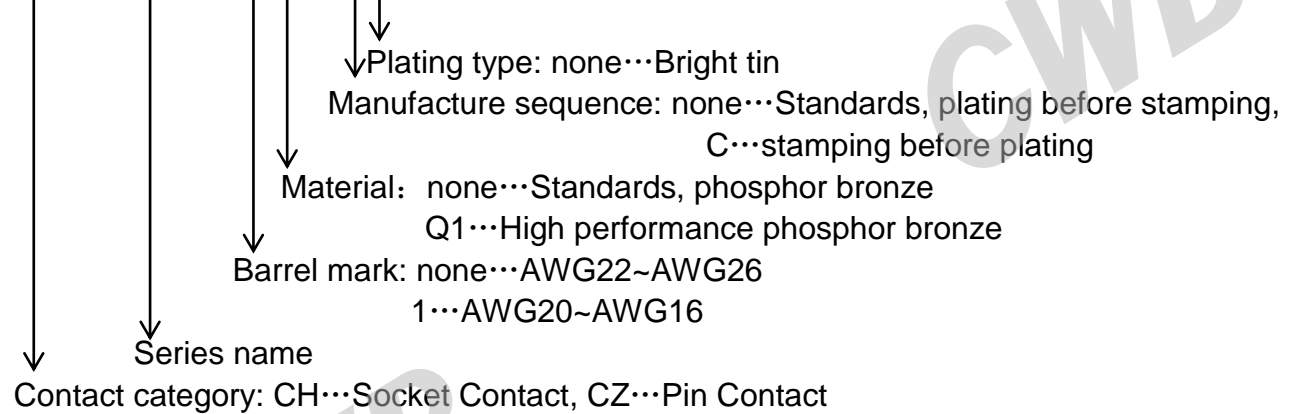 Plating type: none···Bright tin
Manufacture sequence: none···Standards, plating before stamping,
C···stamping before plating
Material：none···Standards, phosphor bronze
Q1···High performance phosphor bronze
Barrel mark: none···AWG22~AWG26
1···AWG20~AWG16
Series name
Contact category: CH···Socket Contact, CZ···Pin Contact